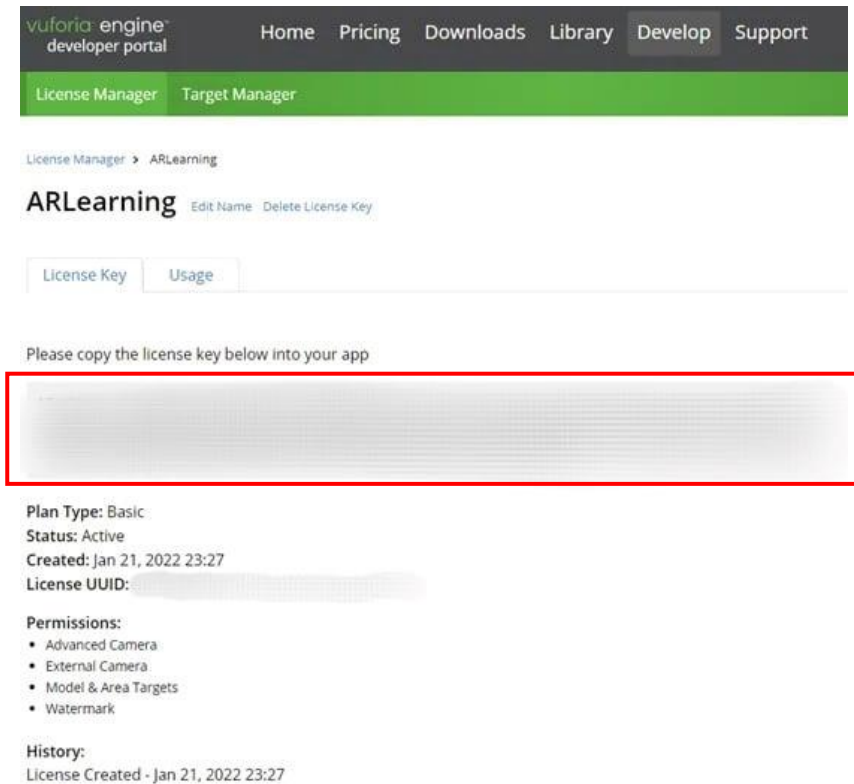 vuforia engine™ Home Pricing Downloads Library Develop Support
developer portal
License Manager Target Manager
License Manager > ARLearning
ARLearning Edit Name Delete License Key
License Key Usage
Please copy the license key below into your app
Plan Type: Basic
Status: Active
Created: Jan 21, 2022 23:27
License UUID:
Permissions:
• Advanced Camera
• External Camera
• Model & Area Targets
• Watermark
History:
License Created - Jan 21, 2022 23:27